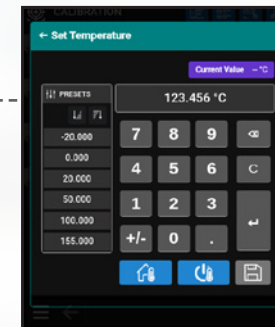 CALIBRATION
← Set Temperature
Current Value --°C
PRESETS
123.456 °C
-20.000
0.000
20.000
50.000
100.000
155.000
7 8 9
4 5 6 C
1 2 3
+/- 0 .